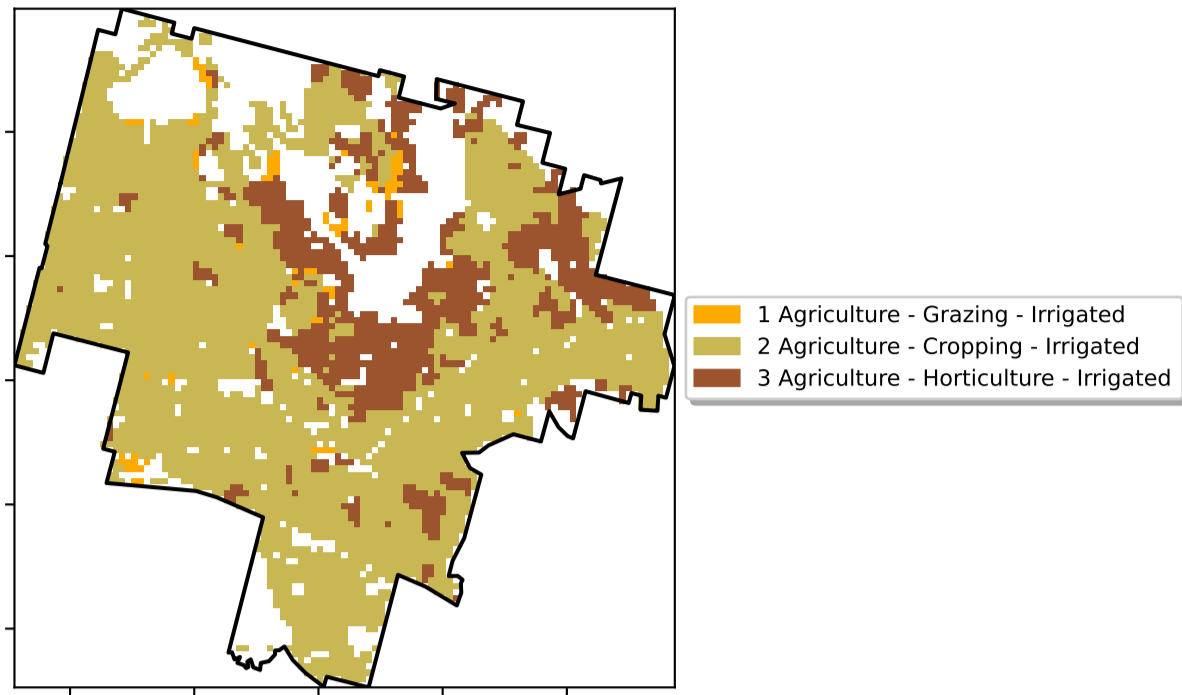 1 Agriculture - Grazing - Irrigated
2 Agriculture - Cropping - Irrigated
3 Agriculture - Horticulture - Irrigated